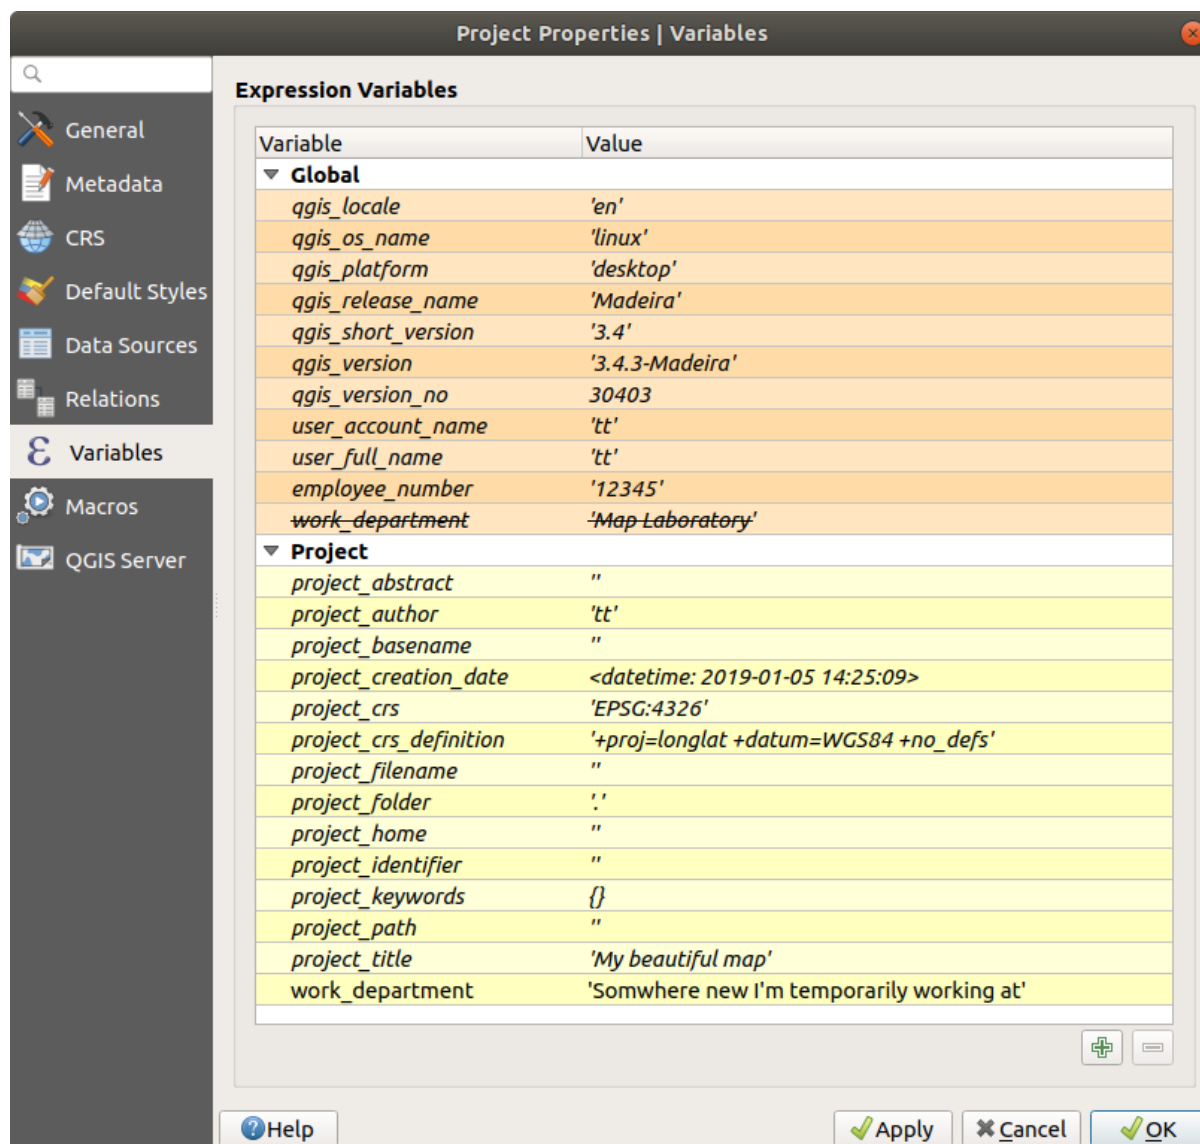 Project Properties | Variables
General
Metadata
CRS
Default Styles
Data Sources
Relations
Variables
Macros
QGIS Server
Expression Variables
Variable Value
Global
qgis_locale 'en'
qgis_os_name 'linux'
qgis_platform 'desktop'
qgis_release_name 'Madeira'
qgis_short_version '3.4'
qgis_version '3.4.3-Madeira'
qgis_version_no 30403
user_account_name 'tt'
user_full_name 'tt'
employee_number '12345'
work_department 'Map Laboratory'
Project
project_abstract ''
project_author 'tt'
project_basename ''
project_creation_date <datetime: 2019-01-05 14:25:09>
project_crs 'EPSG:4326'
project_crs_definition '+proj=longlat +datum=WGS84 +no_defs'
project_filename ''
project_folder '.'
project_home ''
project_identifier ''
project_keywords {}
project_path ''
project_title 'My beautiful map'
work_department 'Somwhere new I'm temporarily working at'
Help Apply Cancel OK